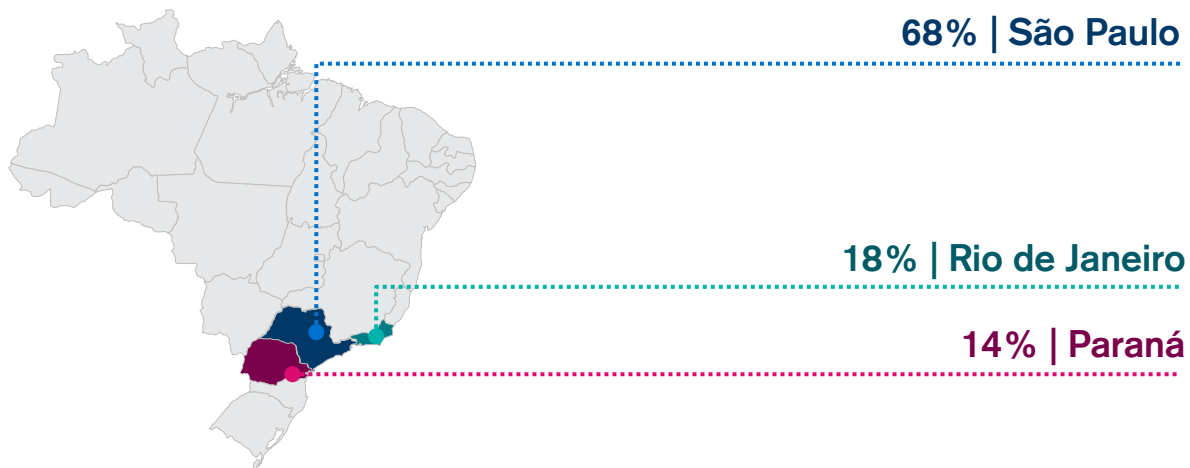 68% | São Paulo
18% | Rio de Janeiro
14% | Paraná